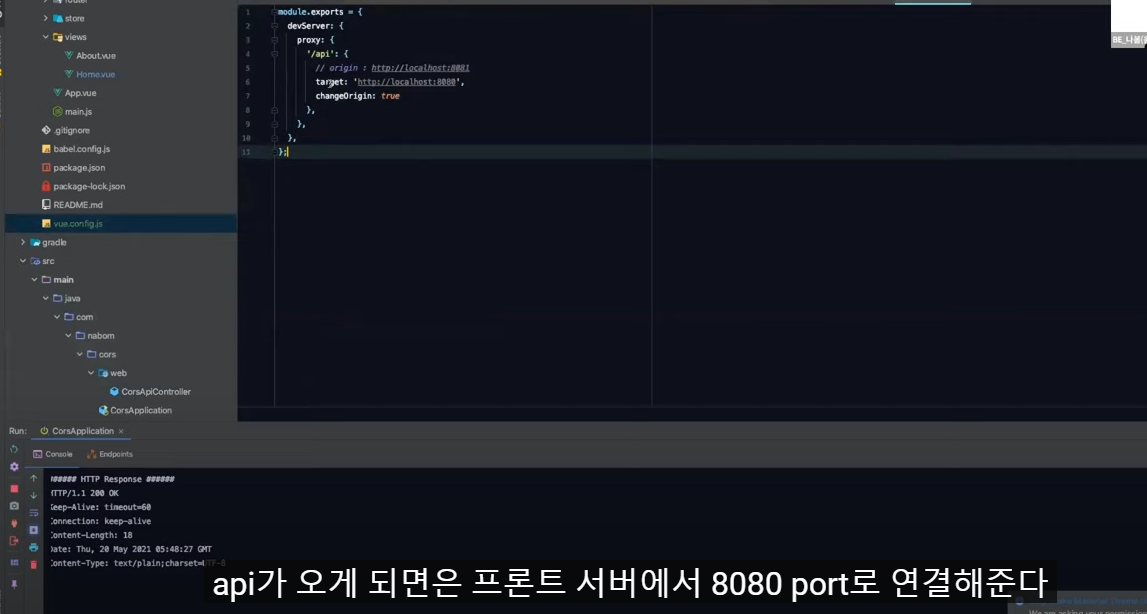 router
store
views
About.vue
Home.vue
App.vue
main.js
.gitignore
babel.config.js
package.json
package-lock.json
README.md
vue.config.js
gradle
src
main
java
com
nabom
cors
web
CorsApiController
CorsApplication
1 module.exports = {
2 devServer: {
3 proxy: {
4 '/api': {
5 // origin : http://localhost:8081
6 target: 'http://localhost:8080',
7 changeOrigin: true
8 },
9 },
10 },
11 };
BE_나봄(
Run: CorsApplication ×
Console Endpoints
###### HTTP Response ######
HTTP/1.1 200 OK
Keep-Alive: timeout=60
Connection: keep-alive
Content-Length: 18
Date: Thu, 20 May 2021 05:48:27 GMT
Content-Type: text/plain;charset=UTF-8
api가 오게 되면은 프론트 서버에서 8080 port로 연결해준다
We are asking your permission